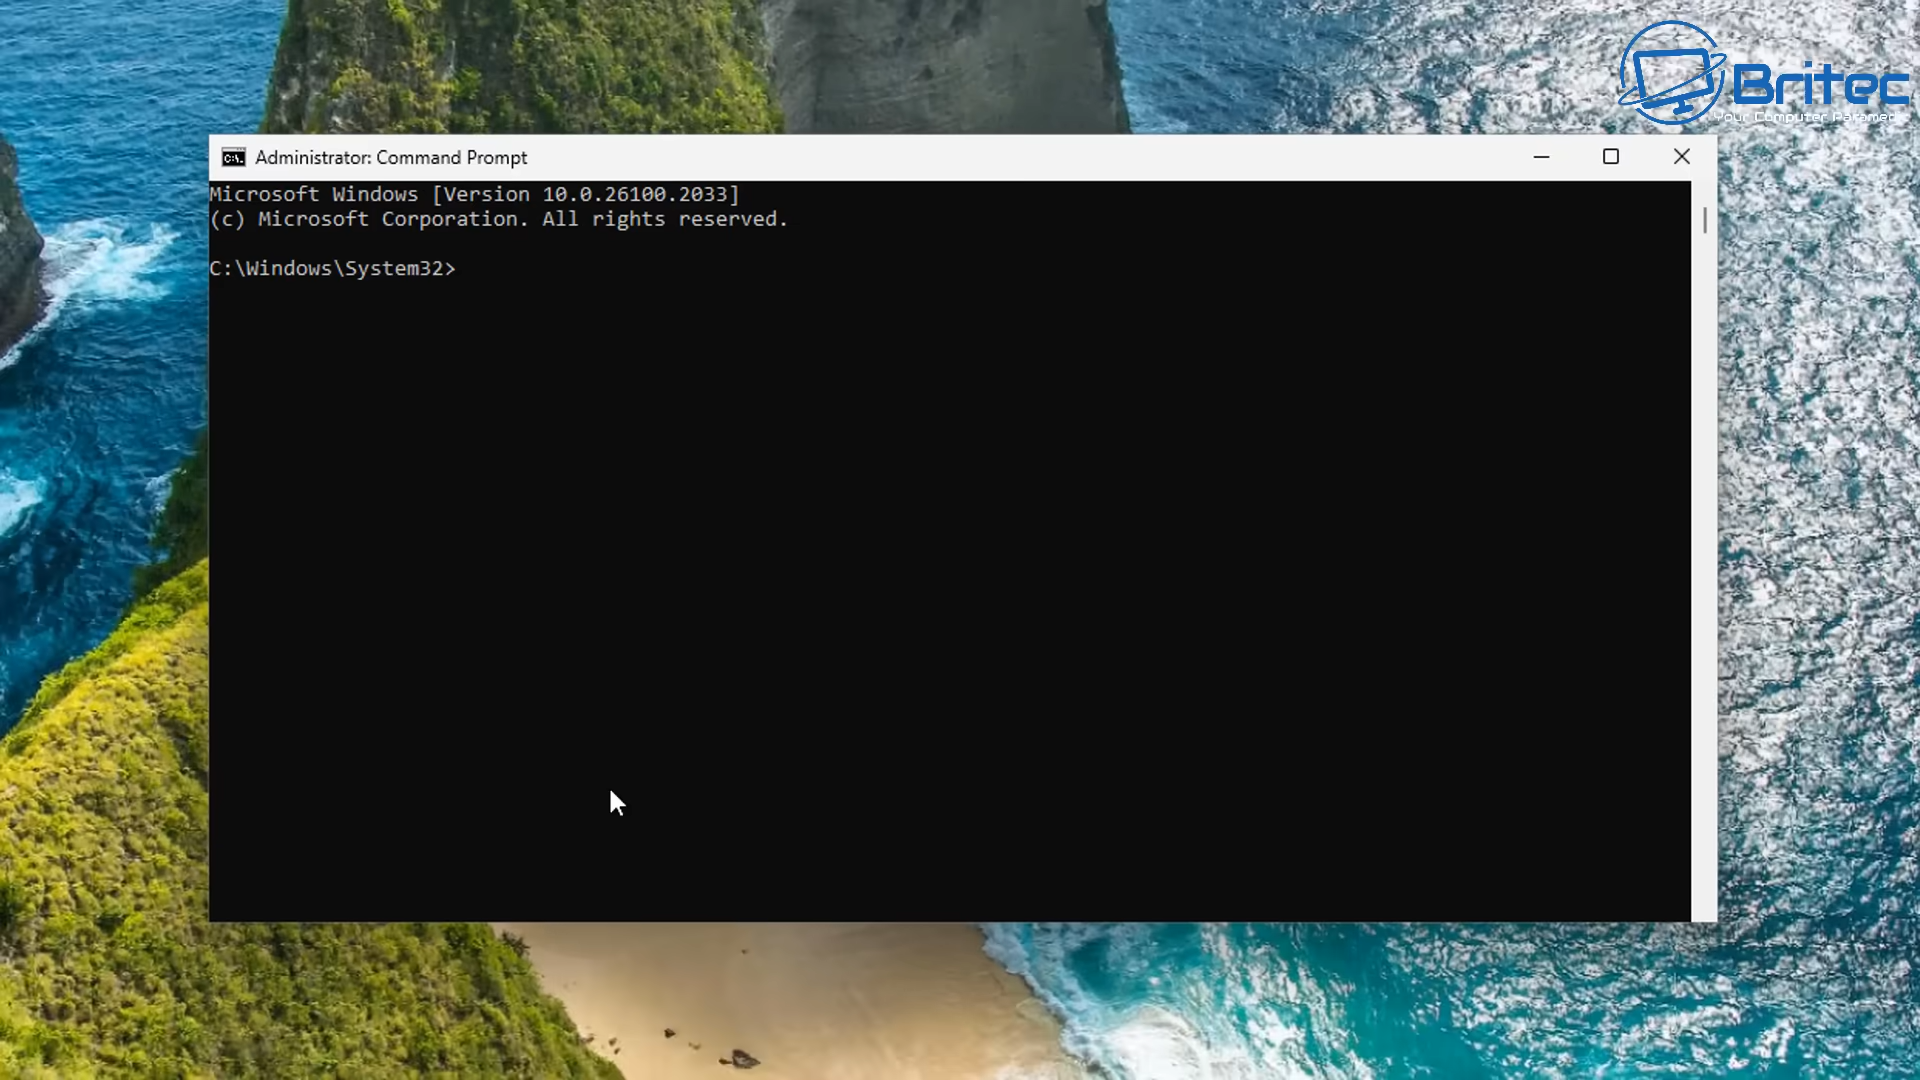 Britec
Your Computer Paramedic
Administrator: Command Prompt
Microsoft Windows [Version 10.0.26100.2033]
(c) Microsoft Corporation. All rights reserved.
C:\Windows\System32>